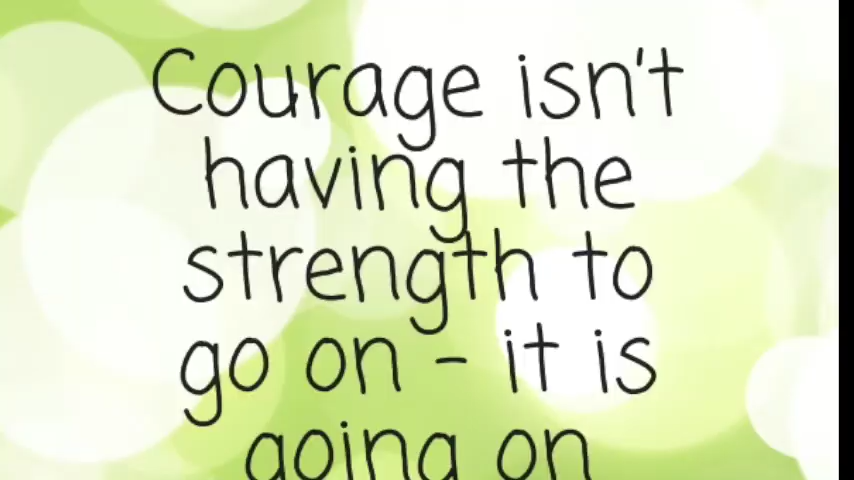 Courage isn't
having the
strength to
go on - it is
going on